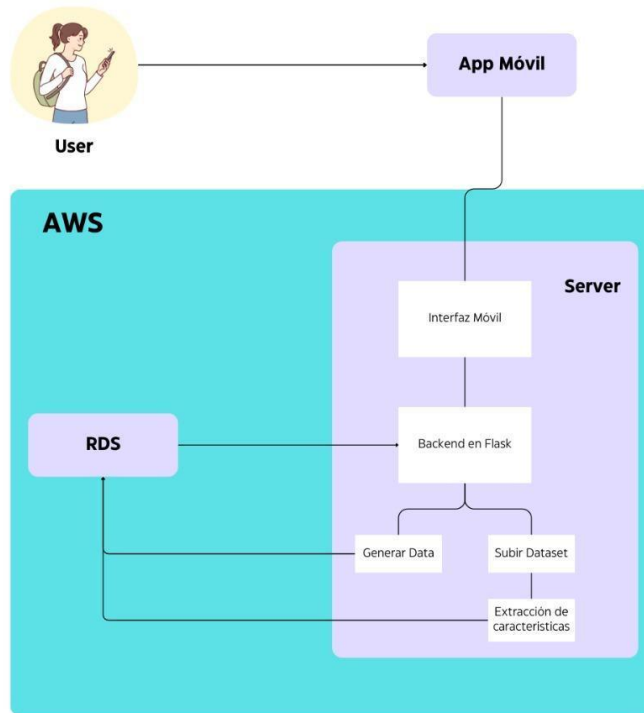 App Móvil
User
AWS
Server
Interfaz Móvil
RDS
Backend en Flask
Generar Data
Subir Dataset
Extracción de
características